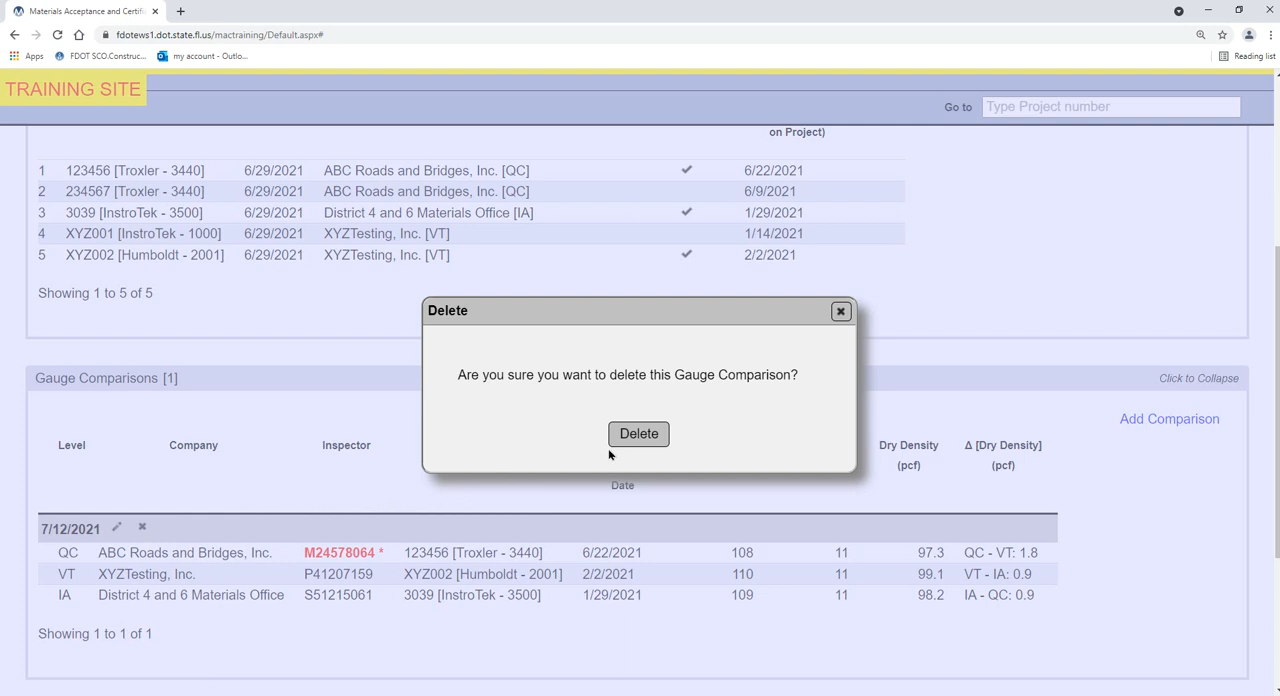 Materials Acceptance and Certifi
fdotews1.dot.state.fl.us/mactraining/Default.aspx#
Apps FDOT SCO.Construc... my account - Outlo... Reading list
TRAINING SITE
Go to Type Project number
on Project)
1 123456 [Troxler - 3440] 6/29/2021 ABC Roads and Bridges, Inc. [QC] 6/22/2021
2 234567 [Troxler - 3440] 6/29/2021 ABC Roads and Bridges, Inc. [QC] 6/9/2021
3 3039 [InstroTek - 3500] 6/29/2021 District 4 and 6 Materials Office [IA] 1/29/2021
4 XYZ001 [InstroTek - 1000] 6/29/2021 XYZTesting, Inc. [VT] 1/14/2021
5 XYZ002 [Humboldt - 2001] 6/29/2021 XYZTesting, Inc. [VT] 2/2/2021
Showing 1 to 5 of 5
Delete
Are you sure you want to delete this Gauge Comparison?
Delete
Gauge Comparisons [1] Click to Collapse
Add Comparison
Level Company Inspector Dry Density Δ [Dry Density]
(pcf) (pcf)
Date
7/12/2021
QC ABC Roads and Bridges, Inc. M24578064 * 123456 [Troxler - 3440] 6/22/2021 108 11 97.3 QC - VT: 1.8
VT XYZTesting, Inc. P41207159 XYZ002 [Humboldt - 2001] 2/2/2021 110 11 99.1 VT - IA: 0.9
IA District 4 and 6 Materials Office S51215061 3039 [InstroTek - 3500] 1/29/2021 109 11 98.2 IA - QC: 0.9
Showing 1 to 1 of 1